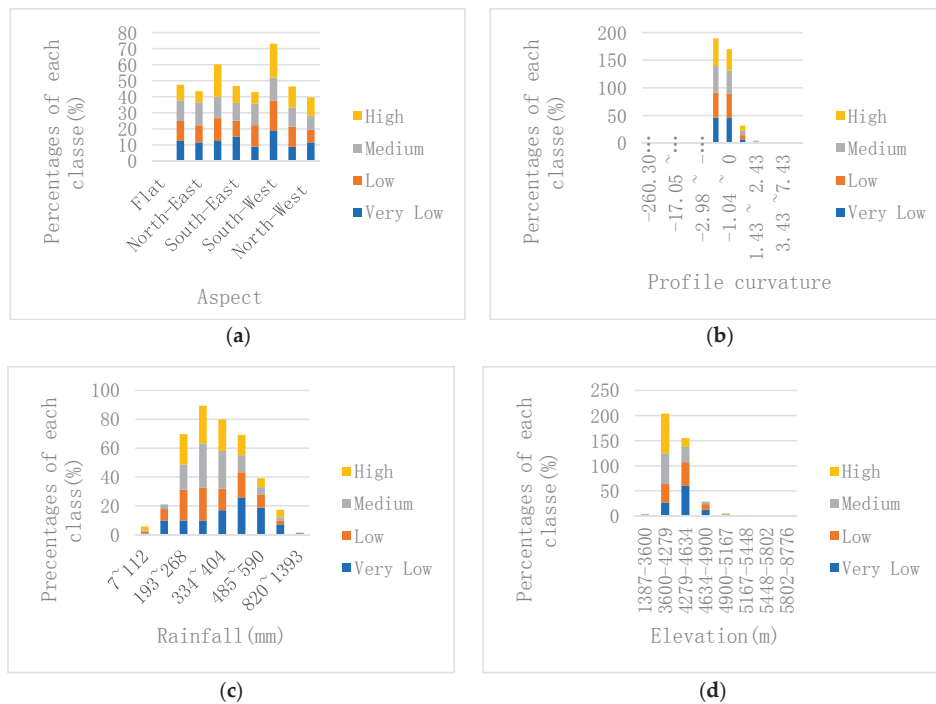 Percentages of each
classe(%)
80
70
60
50
40
30
20
10
0
Flat
North-East
South-East
South-West
North-West
Aspect
High
Medium
Low
Very Low
(a)
Percentages of each
classe(%)
200
150
100
50
0
-260.30 …
-17.05 ~ …
-2.98 ~ - …
-1.04 ~ 0
1.43 ~ 2.43
3.43 ~7.43
Profile curvature
High
Medium
Low
Very Low
(b)
Precentages of each
class(%)
100
80
60
40
20
0
7~112
193~268
334~404
485~590
820~1393
Rainfall(mm)
High
Medium
Low
Very Low
(c)
Percentages of each
classe(%)
250
200
150
100
50
0
1387-3600
3600-4279
4279-4634
4634-4900
4900-5167
5167-5448
5448-5802
5802-8776
Elevation(m)
High
Medium
Low
Very Low
(d)